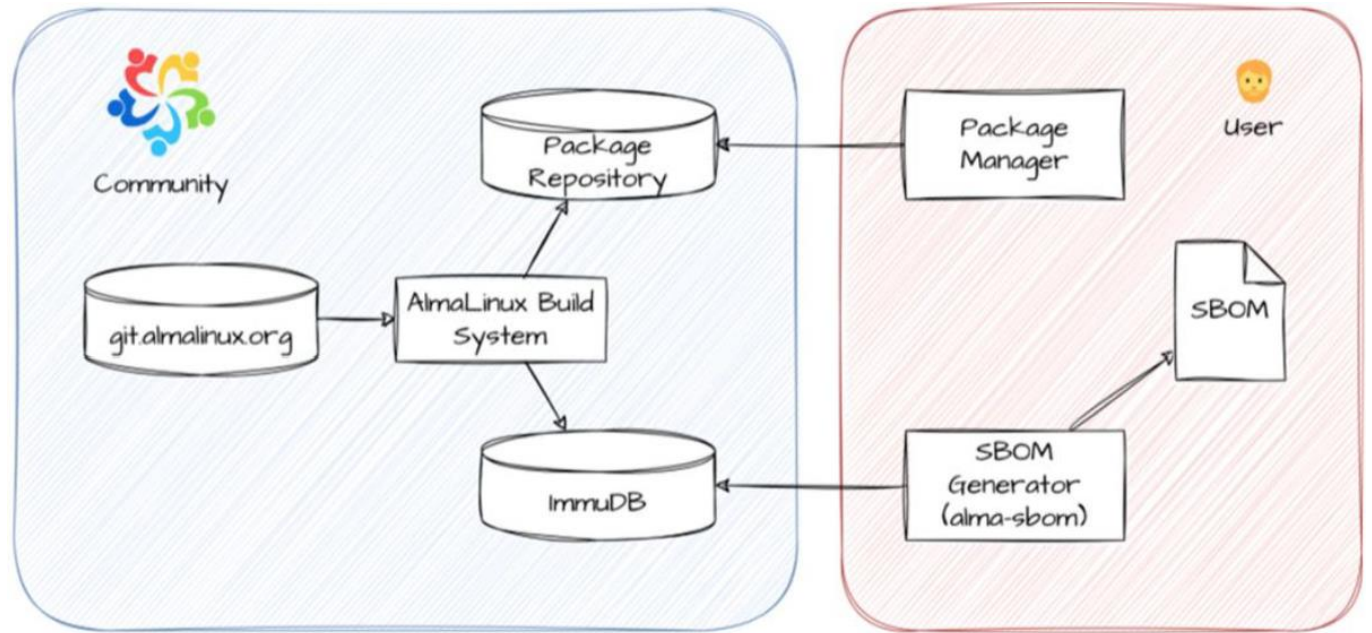 Community
git.almalinux.org
AlmaLinux Build
System
Package
Repository
ImmuDB
User
Package
Manager
SBOM
SBOM
Generator
(alma-sbom)